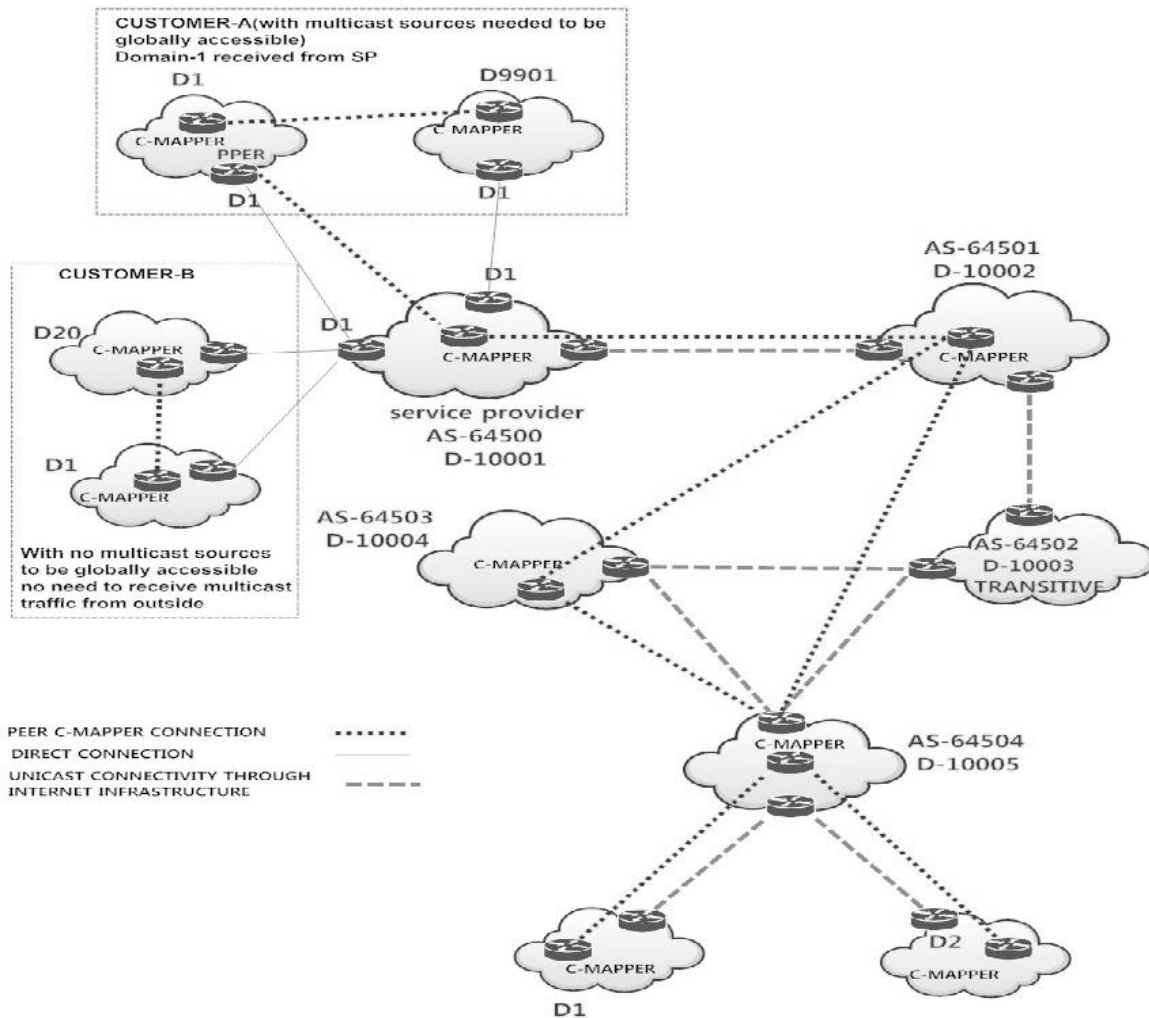 CUSTOMER-A(with multicast sources needed to be
globally accessible)
Domain-1 received from SP
D1
D9901
C-MAPPER
C-MAPPER
PPER
D1
D1
CUSTOMER-B
D20
C-MAPPER
D1
C-MAPPER
With no multicast sources
to be globally accessible
no need to receive multicast
traffic from outside
D1
D1
C-MAPPER
service provider
AS-64500
D-10001
AS-64501
D-10002
C-MAPPER
AS-64503
D-10004
C-MAPPER
AS-64502
D-10003
TRANSITIVE
C-MAPPER
AS-64504
D-10005
PEER C-MAPPER CONNECTION
DIRECT CONNECTION
UNICAST CONNECTIVITY THROUGH
INTERNET INFRASTRUCTURE
C-MAPPER
D1
D2
C-MAPPER